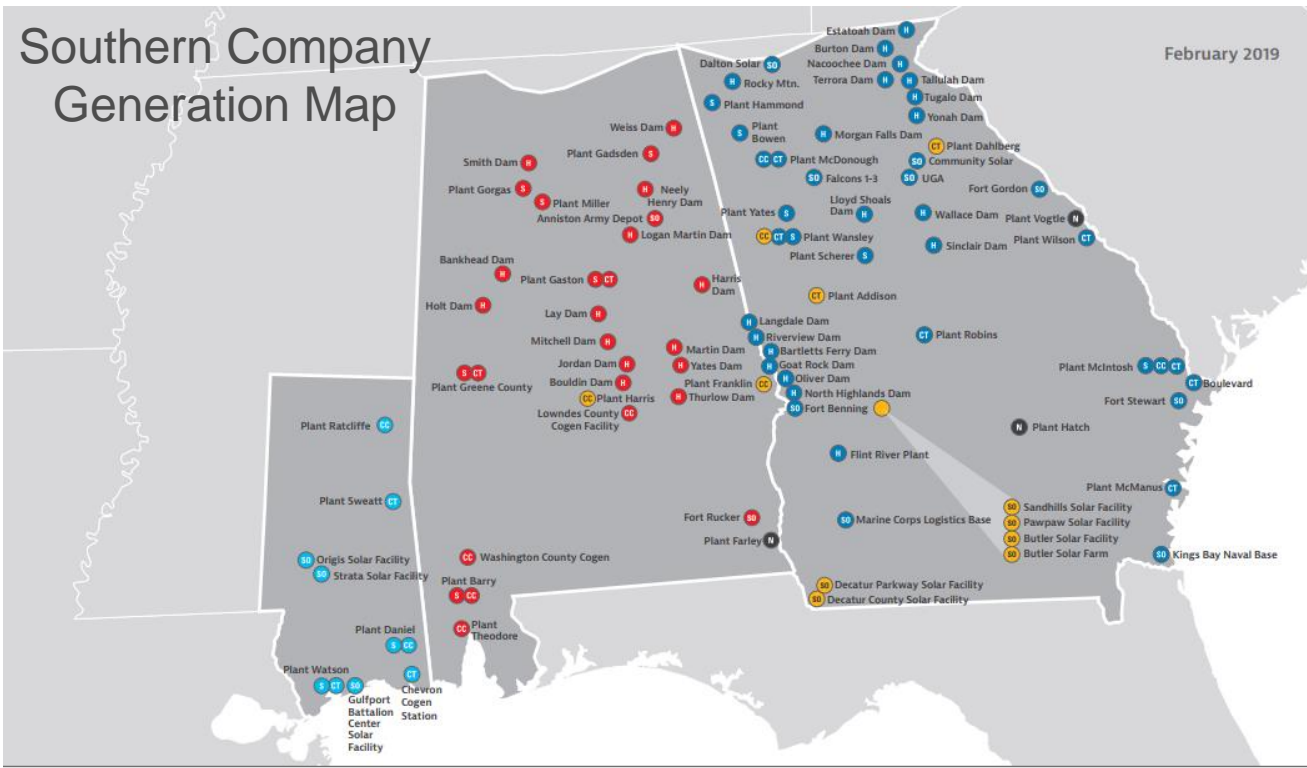 Southern Company
Generation Map
February 2019
Estatoah Dam H
Burton Dam H
Nacoochee Dam H
Dalton Solar SO
H Rocky Mtn.
Terrora Dam H
H Tallulah Dam
H Tugalo Dam
S Plant Hammond
H Yonah Dam
Weiss Dam H
S Plant
Bowen
H Morgan Falls Dam
CT Plant Dahlberg
Plant Gadsden S
Smith Dam H
CC CT Plant McDonough
SO Community Solar
SO Falcons 1-3
SO UGA
Plant Gorgas S
H Neely
Henry Dam
Fort Gordon SO
S Plant Miller
Lloyd Shoals
Dam H
Plant Yates S
H Wallace Dam
Anniston Army Depot SO
Plant Vogtle N
H Logan Martin Dam
CC CT S Plant Wansley
Plant Wilson CT
H Sinclair Dam
Plant Scherer S
Bankhead Dam
H
Plant Gaston S CT
H Harris
Dam
CT Plant Addison
Holt Dam H
Lay Dam H
H Langdale Dam
H Riverview Dam
CT Plant Robins
Mitchell Dam H
H Martin Dam
H Bartletts Ferry Dam
Jordan Dam H
H Yates Dam
H Goat Rock Dam
Plant McIntosh S CC CT
S CT
Plant Greene County
Bouldin Dam H
Plant Franklin CC
H Oliver Dam
CT Boulevard
CC Plant Harris
H Thurlow Dam
H North Highlands Dam
Fort Stewart SO
Lowndes County CC
Cogen Facility
SO Fort Benning
Plant Ratcliffe CC
N Plant Hatch
H Flint River Plant
Plant Sweatt CT
Plant McManus CT
SO Sandhills Solar Facility
Fort Rucker SO
SO Marine Corps Logistics Base
SO Pawpaw Solar Facility
Plant Farley N
SO Butler Solar Facility
SO Butler Solar Farm
SO Kings Bay Naval Base
SO Origis Solar Facility
CC Washington County Cogen
SO Strata Solar Facility
Plant Barry
S CC
SO Decatur Parkway Solar Facility
SO Decatur County Solar Facility
Plant Daniel
S CC
CC Plant
Theodore
Plant Watson
S CT SO
CT
Gulfport
Battalion
Center
Solar
Facility
Chevron
Cogen
Station